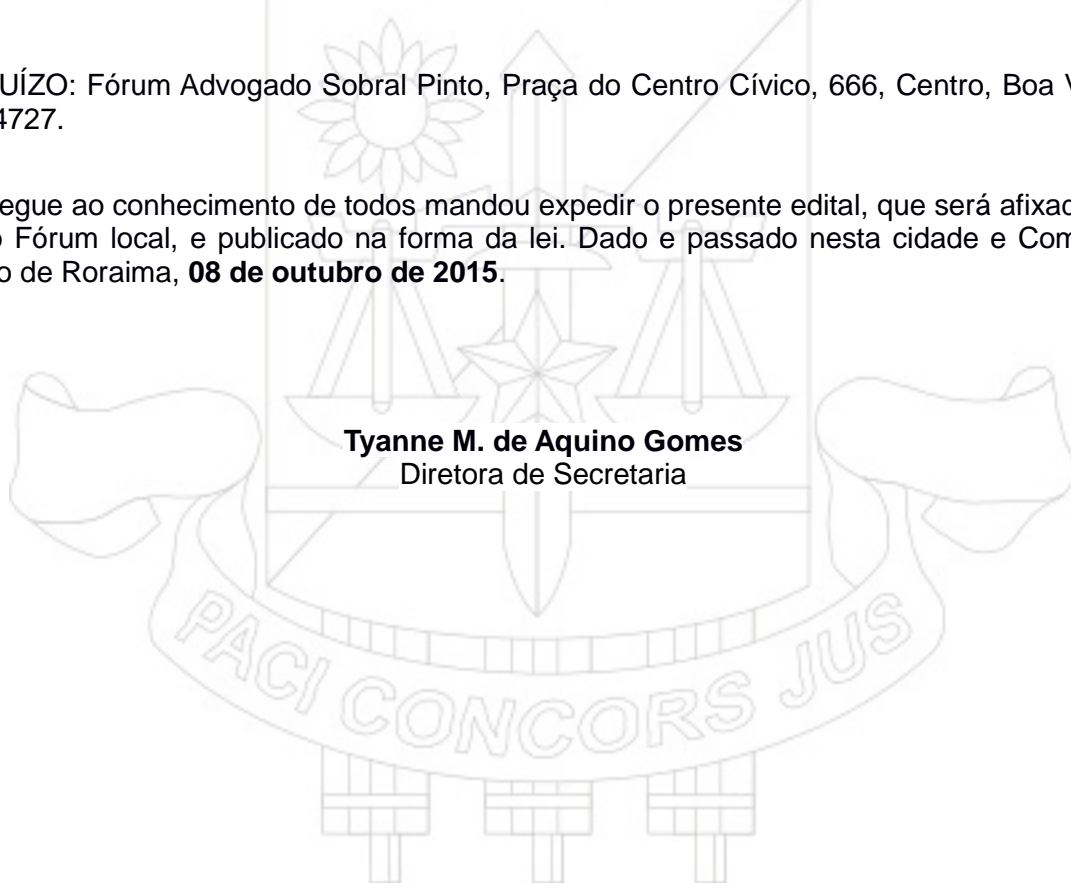 UÍZO: Fórum Advogado Sobral Pinto, Praça do Centro Cívico, 666, Centro, Boa V
4727.
egue ao conhecimento de todos mandou expedir o presente edital, que será afixad
o Fórum local, e publicado na forma da lei. Dado e passado nesta cidade e Com
o de Roraima, 08 de outubro de 2015.
Tyanne M. de Aquino Gomes
Diretora de Secretaria
PACI CONCORS JUS